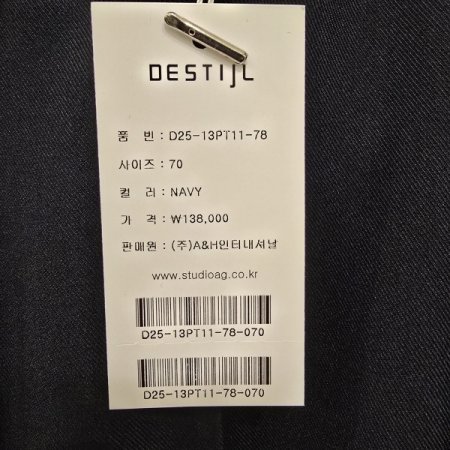 DESTIJL
품 빈 : D25-13PT11-78
사이즈 : 70
컬 러 : NAVY
가 격 : ₩138,000
판매원 : (주)A&H인터내셔날
www.studioag.co.kr
D25-13PT11-78-070
D25-13PT11-78-070